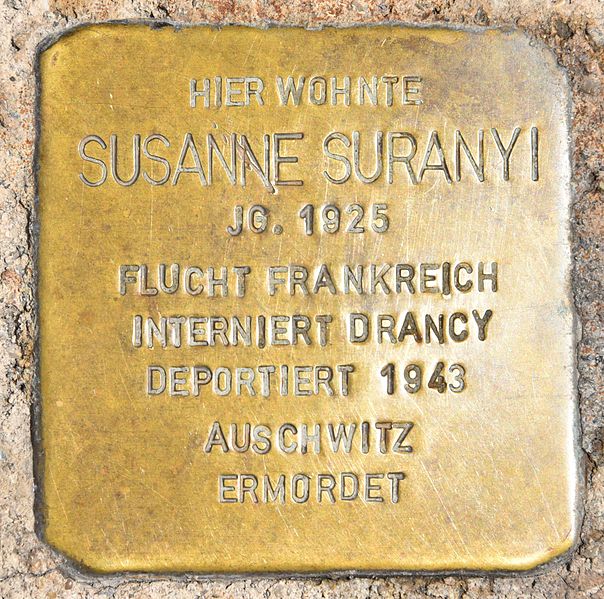 HIER WOHNTE
SUSANNE SURANYI
JG. 1925
FLUCHT FRANKREICH
INTERNIERT DRANCY
DEPORTIERT 1943
AUSCHWITZ
ERMORDET